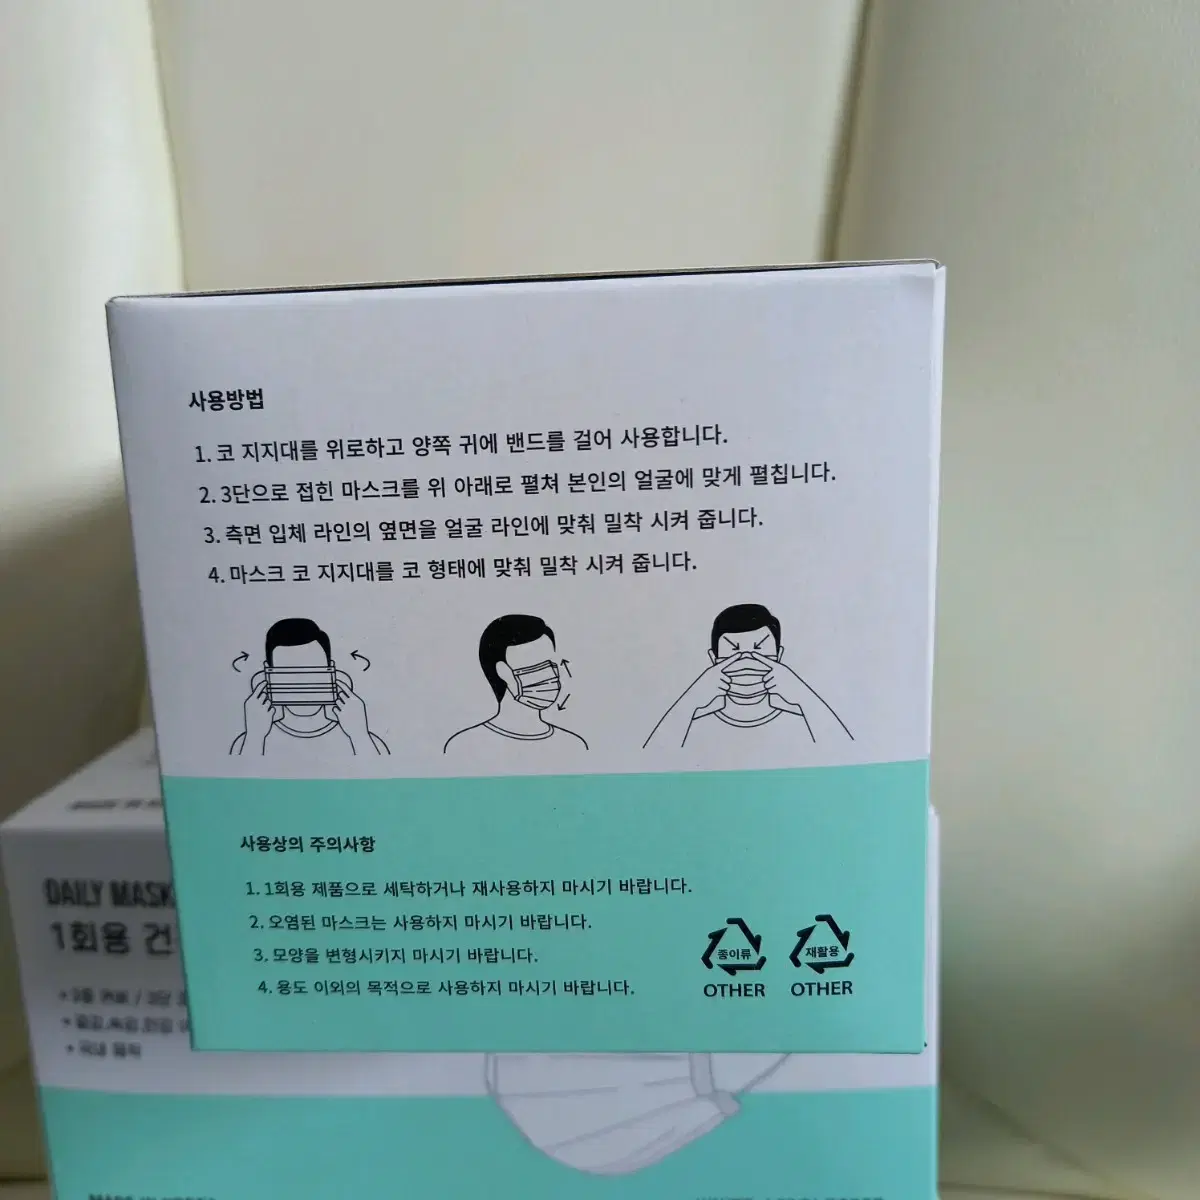 사용방법
1. 코 지지대를 위로하고 양쪽 귀에 밴드를 걸어 사용합니다.
2. 3단으로 접힌 마스크를 위 아래로 펼쳐 본인의 얼굴에 맞게 펼칩니다.
3. 측면 입체 라인의 옆면을 얼굴 라인에 맞춰 밀착 시켜 줍니다.
4. 마스크 코 지지대를 코 형태에 맞춰 밀착 시켜 줍니다.
사용상의 주의사항
1. 1회용 제품으로 세탁하거나 재사용하지 마시기 바랍니다.
2. 오염된 마스크는 사용하지 마시기 바랍니다.
3. 모양을 변형시키지 마시기 바랍니다.
4. 용도 이외의 목적으로 사용하지 마시기 바랍니다.
종이류 재활용
OTHER OTHER
DAILY MASK
1회용